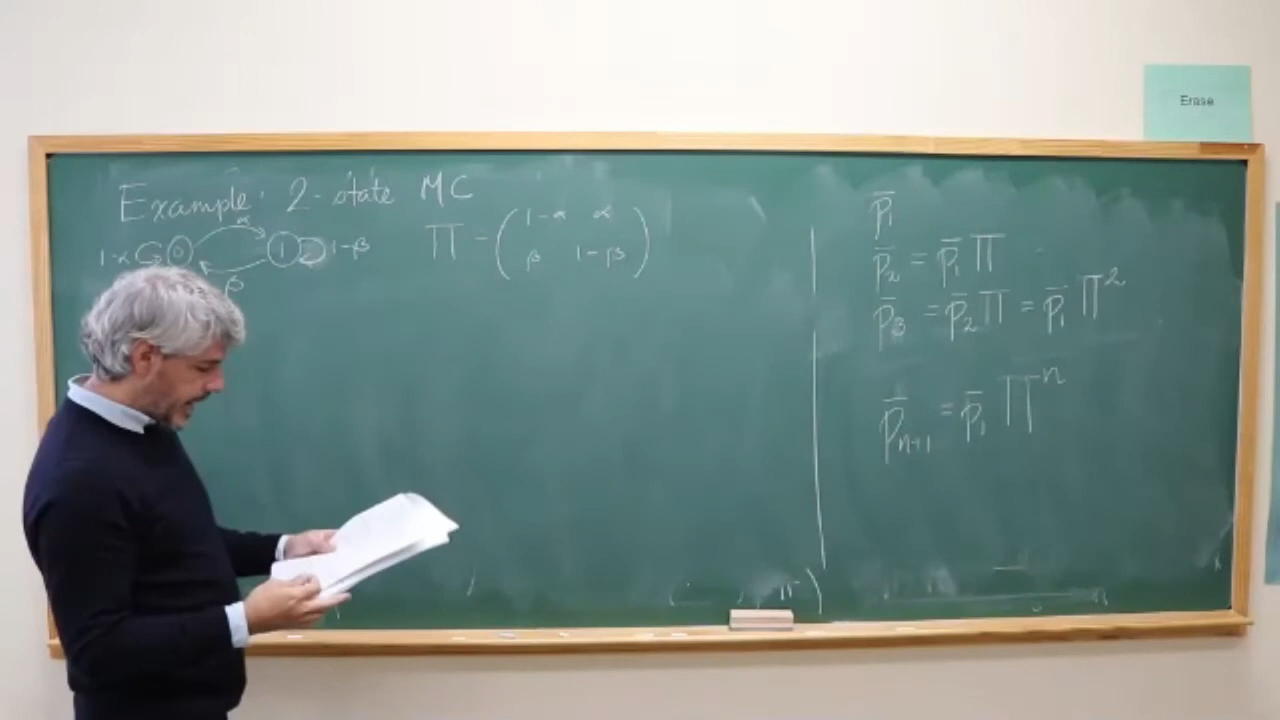 Erase
Example: 2-state MC
α
1-α 0 1 1-β
β
Π = ( 1-α α
β 1-β )
p̄₁
p̄₂ = p̄₁ Π
p̄₃ = p̄₂ Π = p̄₁ Π²
p̄ₙ₊₁ = p̄₁ Πⁿ